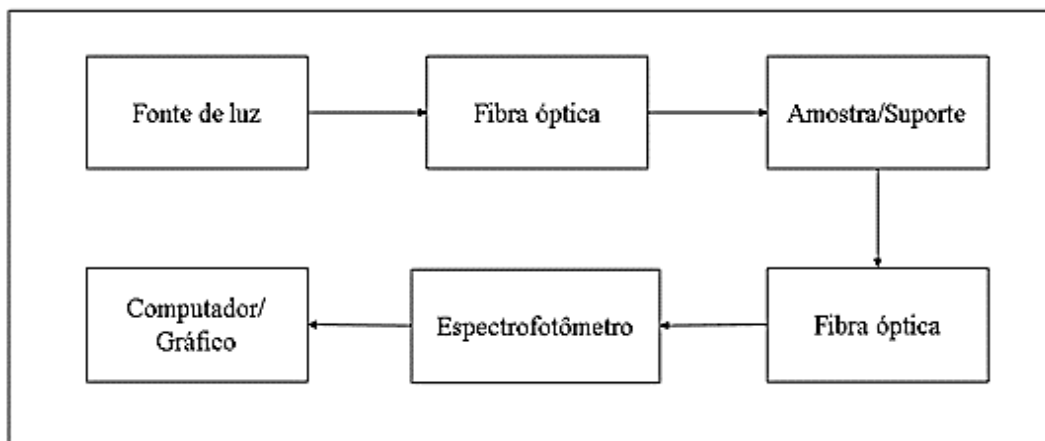 Fonte de luz
Fibra óptica
Amostra/Suporte
Fibra óptica
Espectrofotômetro
Computador/
Gráfico